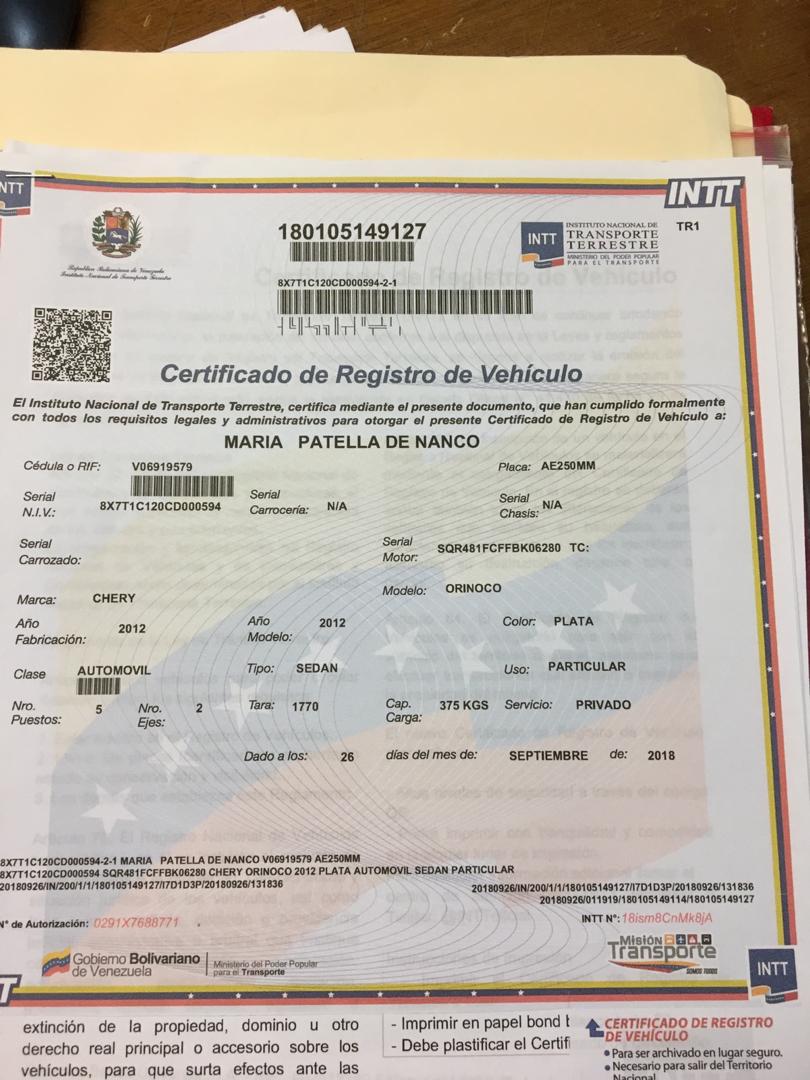 INTT
INTT
180105149127
TR1
INTT INSTITUTO NACIONAL DE
TRANSPORTE
TERRESTRE
MINISTERIO DEL PODER POPULAR
PARA EL TRANSPORTE
República Bolivariana de Venezuela
Instituto Nacional de Transporte Terrestre
8X7T1C120CD000594-2-1
Certificado de Registro de Vehículo
El Instituto Nacional de Transporte Terrestre, certifica mediante el presente documento, que han cumplido formalmente
con todos los requisitos legales y administrativos para otorgar el presente Certificado de Registro de Vehículo a:
MARIA PATELLA DE NANCO
Cédula o RIF: V06919579 Placa: AE250MM
Serial N.I.V.: 8X7T1C120CD000594 Serial Carrocería: N/A Serial Chasis: N/A
Serial Carrozado: Serial Motor: SQR481FCFFBK06280 TC:
Marca: CHERY Modelo: ORINOCO
Año Fabricación: 2012 Año Modelo: 2012 Color: PLATA
Clase AUTOMOVIL Tipo: SEDAN Uso: PARTICULAR
Nro. Puestos: 5 Nro. Ejes: 2 Tara: 1770 Cap. Carga: 375 KGS Servicio: PRIVADO
Dado a los: 26 días del mes de: SEPTIEMBRE de: 2018
8X7T1C120CD000594-2-1 MARIA PATELLA DE NANCO V06919579 AE250MM
8X7T1C120CD000594 SQR481FCFFBK06280 CHERY ORINOCO 2012 PLATA AUTOMOVIL SEDAN PARTICULAR
20180926/IN/200/1/1/180105149127/I7D1D3P/20180926/131836 20180926/IN/200/1/1/180105149127/I7D1D3P/20180926/131836
20180926/011919/180105149114/20180926/131836
N° de Autorización: 0291X7688771 INTT N°: 18ism8CnMk8jA
Gobierno Bolivariano
de Venezuela
Ministerio del Poder Popular
para el Transporte
Misión
Transporte
SOMOS TODOS
INTT
extinción de la propiedad, dominio u otro
derecho real principal o accesorio sobre los
vehículos, para que surta efectos ante las
- Imprimir en papel bond
- Debe plastificar el Certifi
CERTIFICADO DE REGISTRO
DE VEHÍCULO
• Para ser archivado en lugar seguro.
• Necesario para salir del Territorio
Nacional.